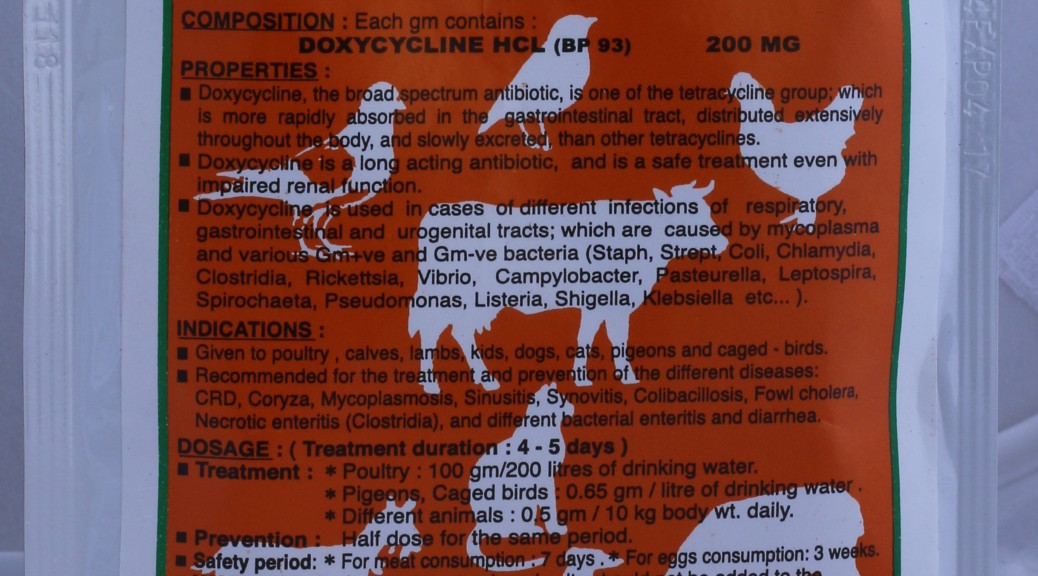 COMPOSITION : Each gm contains :
DOXYCYCLINE HCL (BP 93) 200 MG
PROPERTIES :
■ Doxycycline, the broad spectrum antibiotic, is one of the tetracycline group; which
is more rapidly absorbed in the gastrointestinal tract, distributed extensively
throughout the body, and slowly excreted, than other tetracyclines.
■ Doxycycline is a long acting antibiotic, and is a safe treatment even with
impaired renal function.
■ Doxycycline is used in cases of different infections of respiratory,
gastrointestinal and urogenital tracts; which are caused by mycoplasma
and various Gm+ve and Gm-ve bacteria (Staph, Strept, Coli, Chlamydia,
Clostridia, Rickettsia, Vibrio, Campylobacter, Pasteurella, Leptospira,
Spirochaeta, Pseudomonas, Listeria, Shigella, Klebsiella etc... ).
INDICATIONS :
■ Given to poultry , calves, lambs, kids, dogs, cats, pigeons and caged - birds.
■ Recommended for the treatment and prevention of the different diseases:
CRD, Coryza, Mycoplasmosis, Sinusitis, Synovitis, Colibacillosis, Fowl cholera,
Necrotic enteritis (Clostridia), and different bacterial enteritis and diarrhea.
DOSAGE : ( Treatment duration : 4 - 5 days )
■ Treatment : * Poultry : 100 gm/200 litres of drinking water.
* Pigeons, Caged birds : 0.65 gm / litre of drinking water .
* Different animals : 0.5 gm / 10 kg body wt. daily.
■ Prevention : Half dose for the same period.
■ Safety period: * For meat consumption : 7 days . * For eggs consumption: 3 weeks.
be added to the